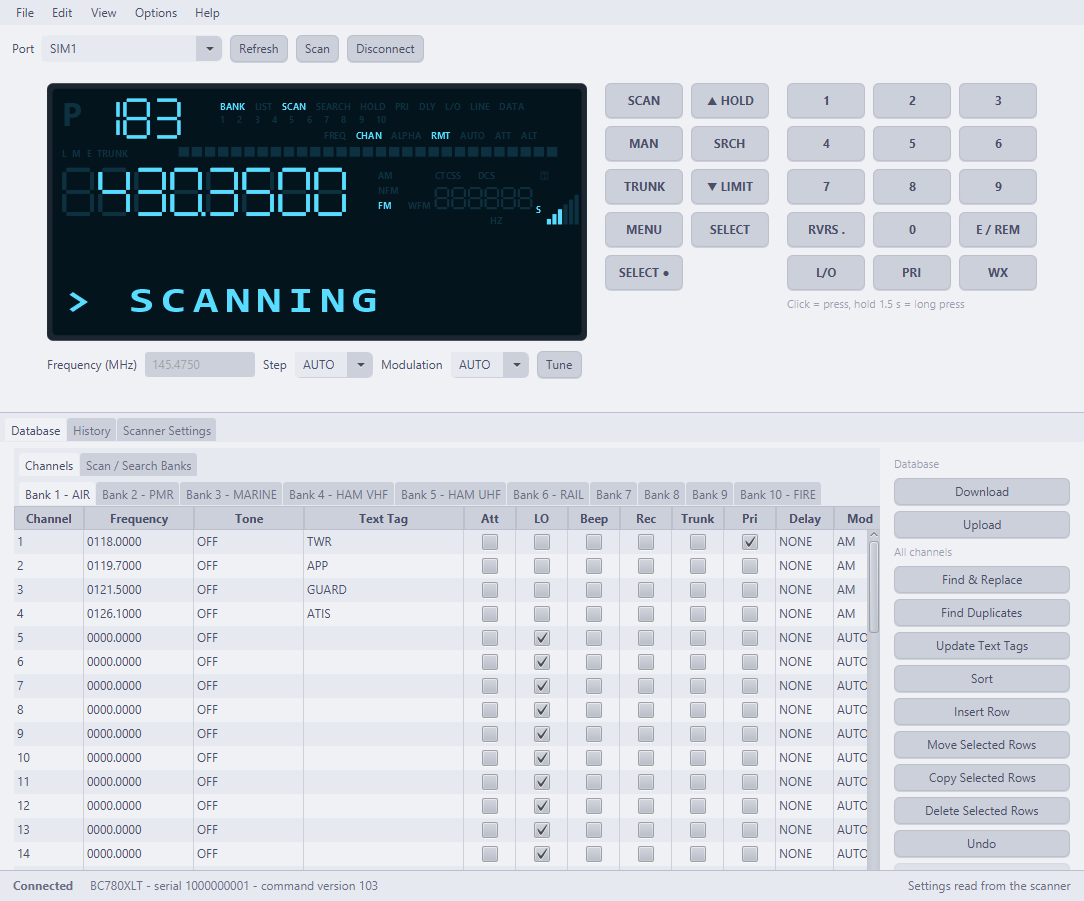 File Edit View Options Help
Port SIM1 Refresh Scan Disconnect
P 183 BANK LIST SCAN SEARCH HOLD PRI DLY L/O LINE DATA
1 2 3 4 5 6 7 8 9 10
FREQ CHAN ALPHA RMT AUTO ATT ALT
L M E TRUNK
430.3500 AM CTCSS DCS
NFM
FM WFM S
HZ
> SCANNING
SCAN ▲ HOLD 1 2 3
MAN SRCH 4 5 6
TRUNK ▼ LIMIT 7 8 9
MENU SELECT RVRS . 0 E / REM
SELECT ● L/O PRI WX
Click = press, hold 1.5 s = long press
Frequency (MHz) 145.4750 Step AUTO Modulation AUTO Tune
Database History Scanner Settings
Channels Scan / Search Banks
Bank 1 - AIR Bank 2 - PMR Bank 3 - MARINE Bank 4 - HAM VHF Bank 5 - HAM UHF Bank 6 - RAIL Bank 7 Bank 8 Bank 9 Bank 10 - FIRE
Channel Frequency Tone Text Tag Att LO Beep Rec Trunk Pri Delay Mod
1 0118.0000 OFF TWR NONE AM
2 0119.7000 OFF APP NONE AM
3 0121.5000 OFF GUARD NONE AM
4 0126.1000 OFF ATIS NONE AM
5 0000.0000 OFF NONE AUTO
6 0000.0000 OFF NONE AUTO
7 0000.0000 OFF NONE AUTO
8 0000.0000 OFF NONE AUTO
9 0000.0000 OFF NONE AUTO
10 0000.0000 OFF NONE AUTO
11 0000.0000 OFF NONE AUTO
12 0000.0000 OFF NONE AUTO
13 0000.0000 OFF NONE AUTO
14 0000.0000 OFF NONE AUTO
Database
Download
Upload
All channels
Find & Replace
Find Duplicates
Update Text Tags
Sort
Insert Row
Move Selected Rows
Copy Selected Rows
Delete Selected Rows
Undo
Connected BC780XLT - serial 1000000001 - command version 103 Settings read from the scanner